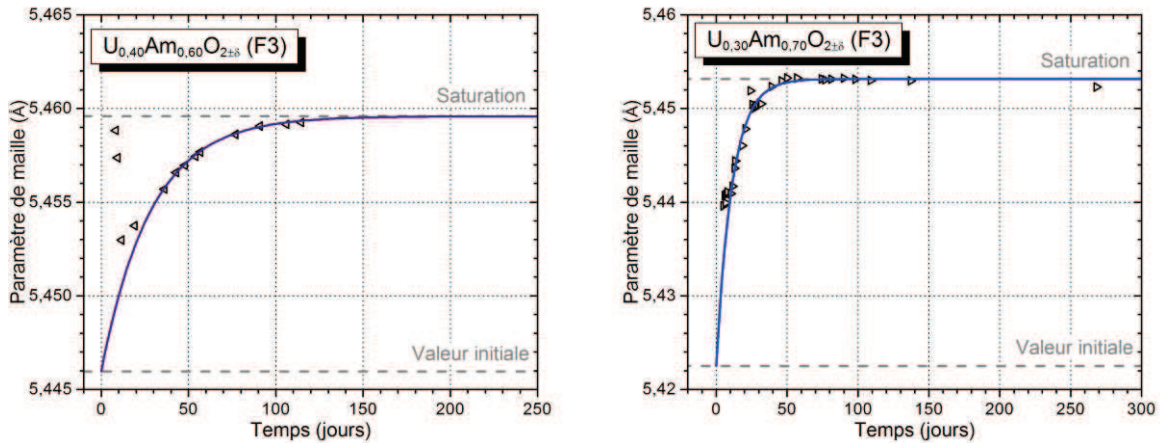 U0,40Am0,60O2±δ (F3)
Paramètre de maille (Å)
5,465
5,460
5,455
5,450
5,445
Saturation
Valeur initiale
0 50 100 150 200 250
Temps (jours)
U0,30Am0,70O2±δ (F3)
Paramètre de maille (Å)
5,46
5,45
5,44
5,43
5,42
Saturation
Valeur initiale
0 50 100 150 200 250 300
Temps (jours)